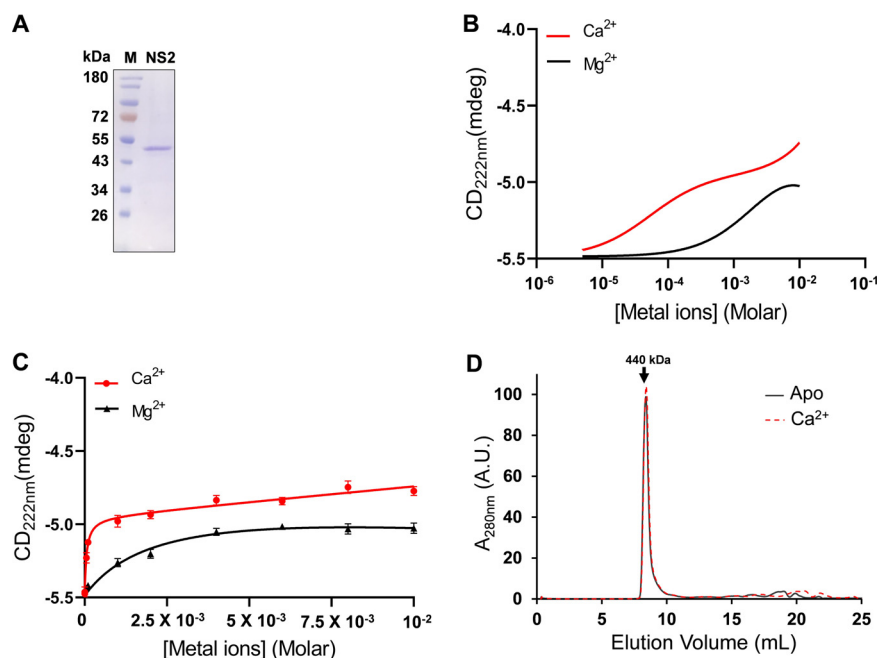 A
kDa M NS2
180
72
55
43
34
26
B
Ca2+
Mg2+
CD222nm(mdeg)
-4.0
-4.5
-5.0
-5.5
10-6 10-5 10-4 10-3 10-2 10-1
[Metal ions] (Molar)
C
Ca2+
Mg2+
CD222nm(mdeg)
-4.0
-4.5
-5.0
-5.5
0 2.5 X 10-3 5.0 X 10-3 7.5 X 10-3 10-2
[Metal ions] (Molar)
D
440 kDa
Apo
Ca2+
A280nm (A.U.)
100
80
60
40
20
0
0 5 10 15 20 25
Elution Volume (mL)